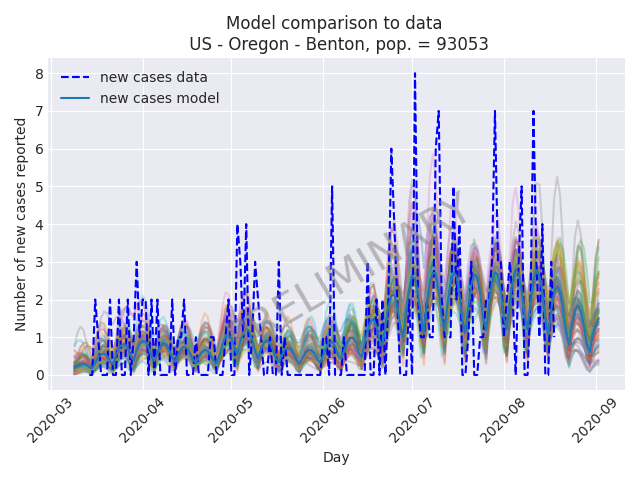 Model comparison to data
US - Oregon - Benton, pop. = 93053
new cases data
new cases model
PRELIMINARY
Number of new cases reported
8
7
6
5
4
3
2
1
0
2020-03
2020-04
2020-05
2020-06
2020-07
2020-08
2020-09
Day